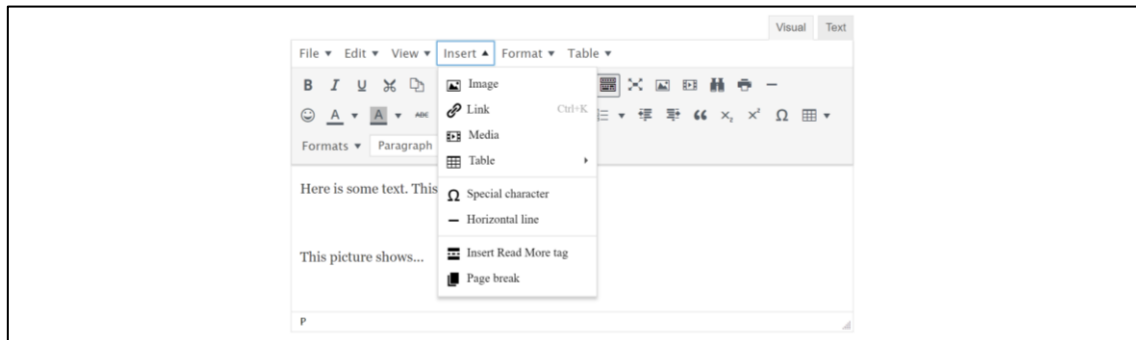 Visual Text
File Edit View Insert Format Table
B I U
Image
Link Ctrl+K
Media
Table
A A ABC
Formats Paragraph
Special character
Horizontal line
Insert Read More tag
Page break
Here is some text. This
This picture shows...
P